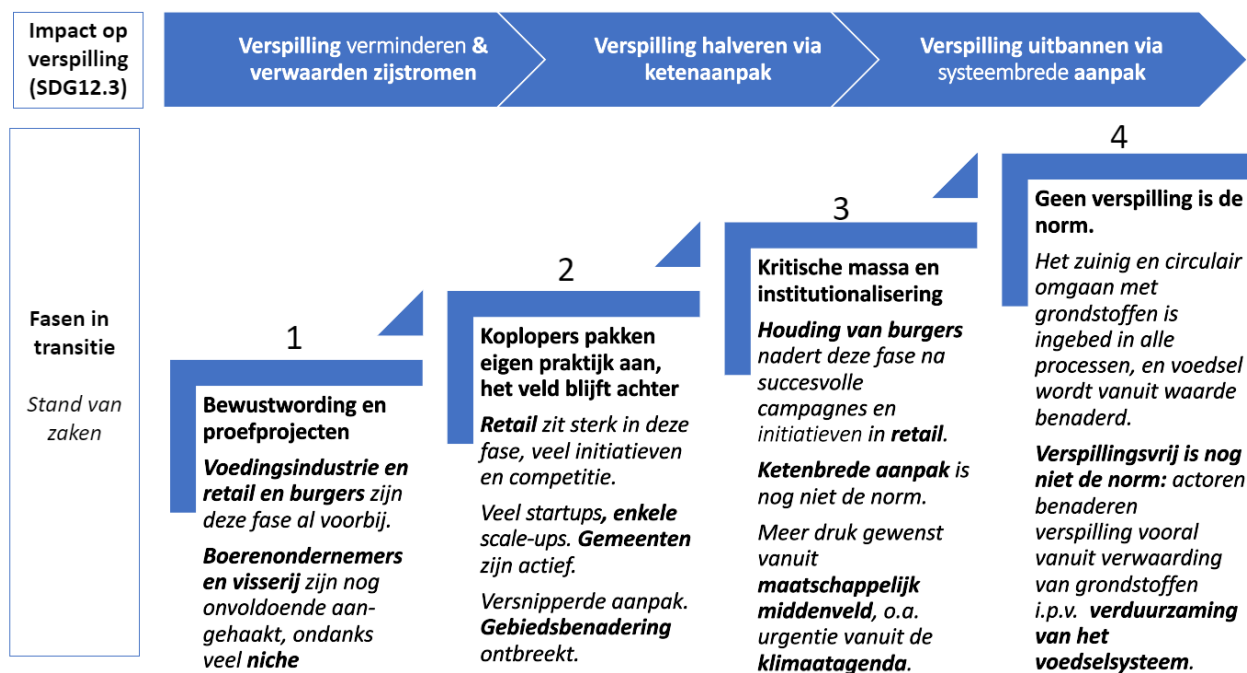 Impact op
verspilling
(SDG12.3)
Verspilling verminderen &
verwaarden zijstromen
Verspilling halveren via
ketenaanpak
Verspilling uitbannen via
systeembrede aanpak
Fasen in
transitie
Stand van
zaken
1
Bewustwording en
proefprojecten
Voedingsindustrie en
retail en burgers zijn
deze fase al voorbij.
Boerenondernemers
en visserij zijn nog
onvoldoende aan-
gehaakt, ondanks
veel niche
2
Koplopers pakken
eigen praktijk aan,
het veld blijft achter
Retail zit sterk in deze
fase, veel initiatieven
en competitie.
Veel startups, enkele
scale-ups. Gemeenten
zijn actief.
Versnipperde aanpak.
Gebiedsbenadering
ontbreekt.
3
Kritische massa en
institutionalisering
Houding van burgers
nadert deze fase na
succesvolle
campagnes en
initiatieven in retail.
Ketenbrede aanpak is
nog niet de norm.
Meer druk gewenst
vanuit
maatschappelijk
middenveld, o.a.
urgentie vanuit de
klimaatagenda.
4
Geen verspilling is de
norm.
Het zuinig en circulair
omgaan met
grondstoffen is
ingebed in alle
processen, en voedsel
wordt vanuit waarde
benaderd.
Verspillingsvrij is nog
niet de norm: actoren
benaderen
verspilling vooral
vanuit verwaarding
van grondstoffen
i.p.v. verduurzaming
van het
voedselsysteem.